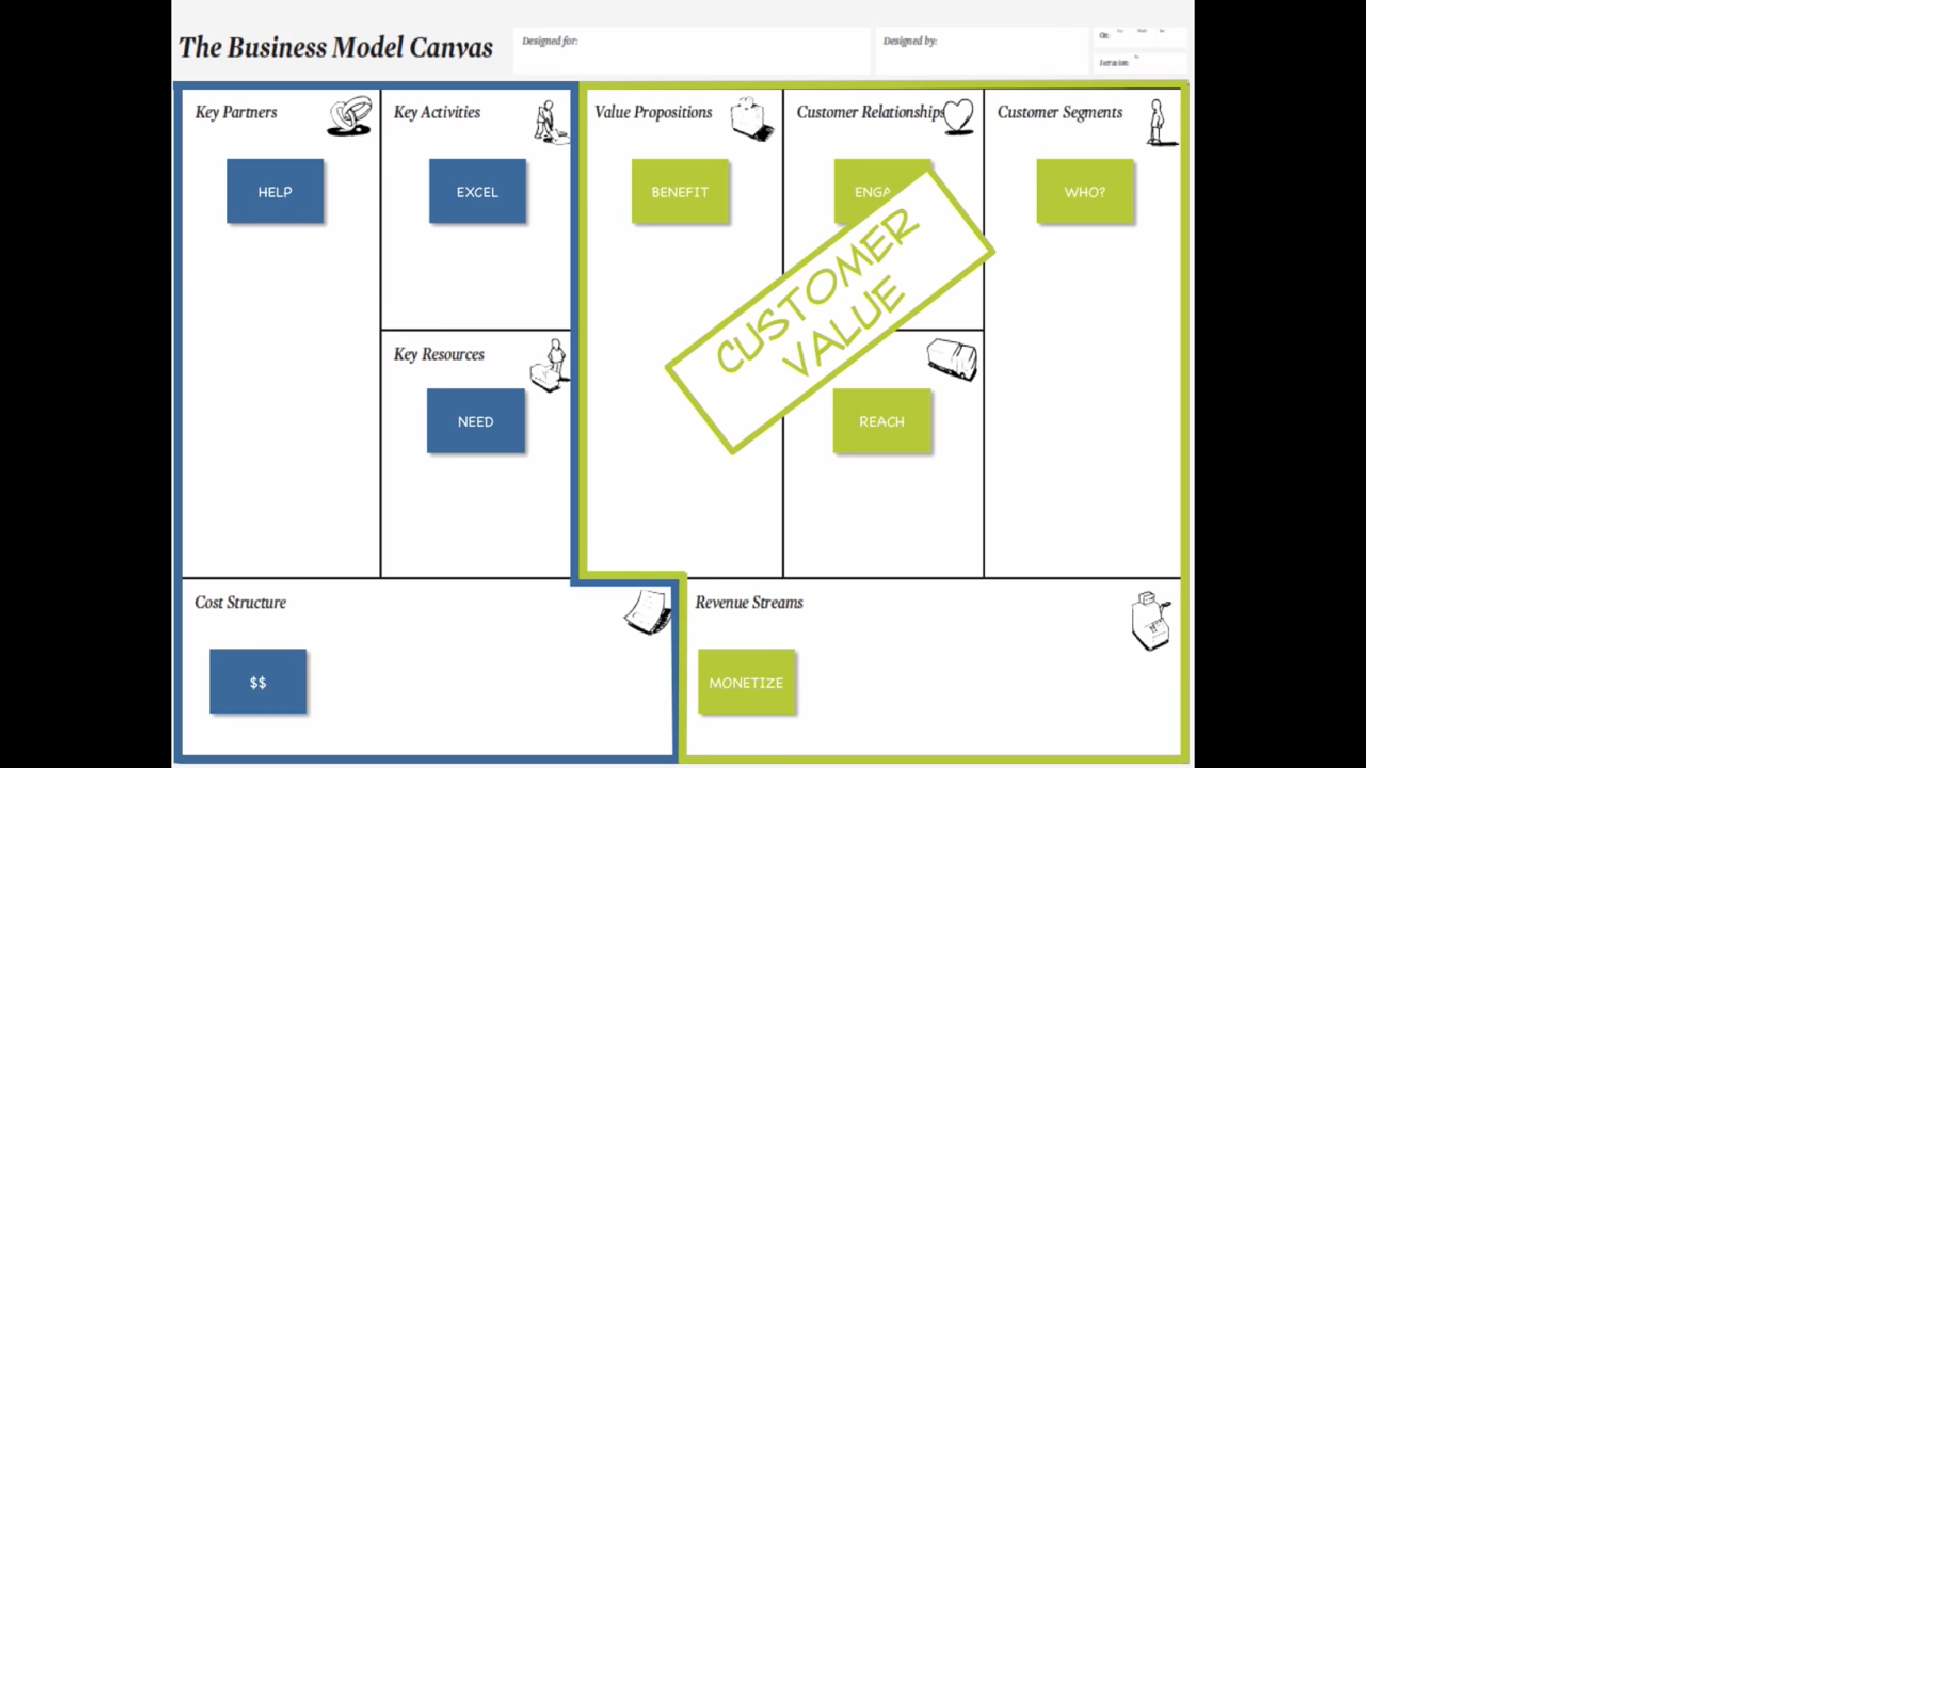 The Business Model Canvas
Designed for:
Designed by:
On:
Iteration:
Key Partners
HELP
Key Activities
EXCEL
Key Resources
NEED
Value Propositions
BENEFIT
Customer Relationships
ENGA
CUSTOMER
VALUE
REACH
Customer Segments
WHO?
Cost Structure
$$
Revenue Streams
MONETIZE